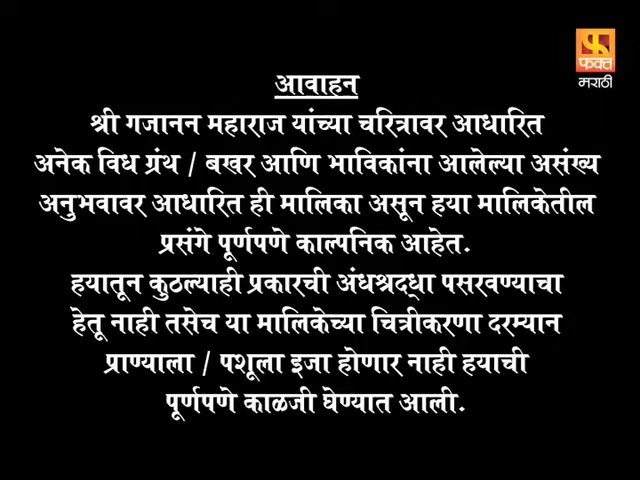 फक्त
मराठी
आवाहन
श्री गजानन महाराज यांच्या चरित्रावर आधारित
अनेक विध ग्रंथ / बखर आणि भाविकांना आलेल्या असंख्य
अनुभवावर आधारित ही मालिका असून हया मालिकेतील
प्रसंगे पूर्णपणे काल्पनिक आहेत.
हयातून कुठल्याही प्रकारची अंधश्रद्धा पसरवण्याचा
हेतू नाही तसेच या मालिकेच्या चित्रीकरणा दरम्यान
प्राण्याला / पशूला इजा होणार नाही हयाची
पूर्णपणे काळजी घेण्यात आली.